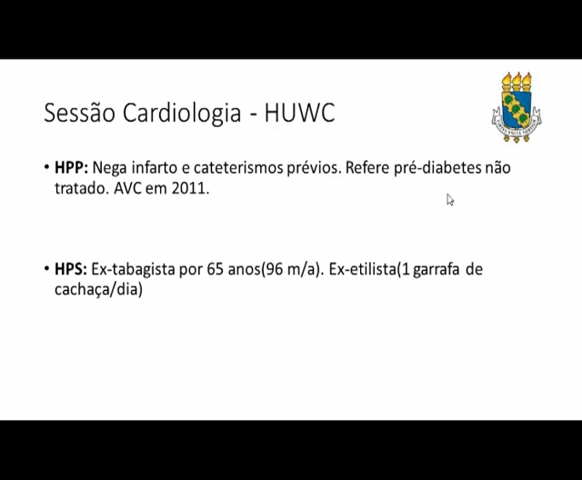 Sessão Cardiologia - HUWC
• HPP: Nega infarto e cateterismos prévios. Refere pré-diabetes não
tratado. AVC em 2011.
• HPS: Ex-tabagista por 65 anos(96 m/a). Ex-etilista(1 garrafa de
cachaça/dia)